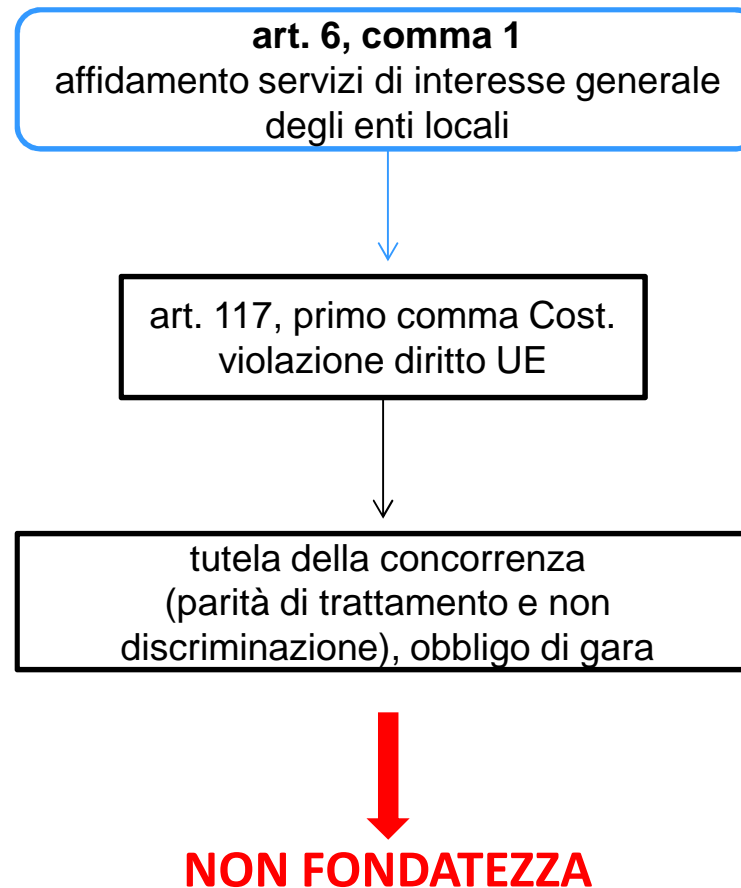 art. 6, comma 1
affidamento servizi di interesse generale
degli enti locali
art. 117, primo comma Cost.
violazione diritto UE
tutela della concorrenza
(parità di trattamento e non
discriminazione), obbligo di gara
NON FONDATEZZA